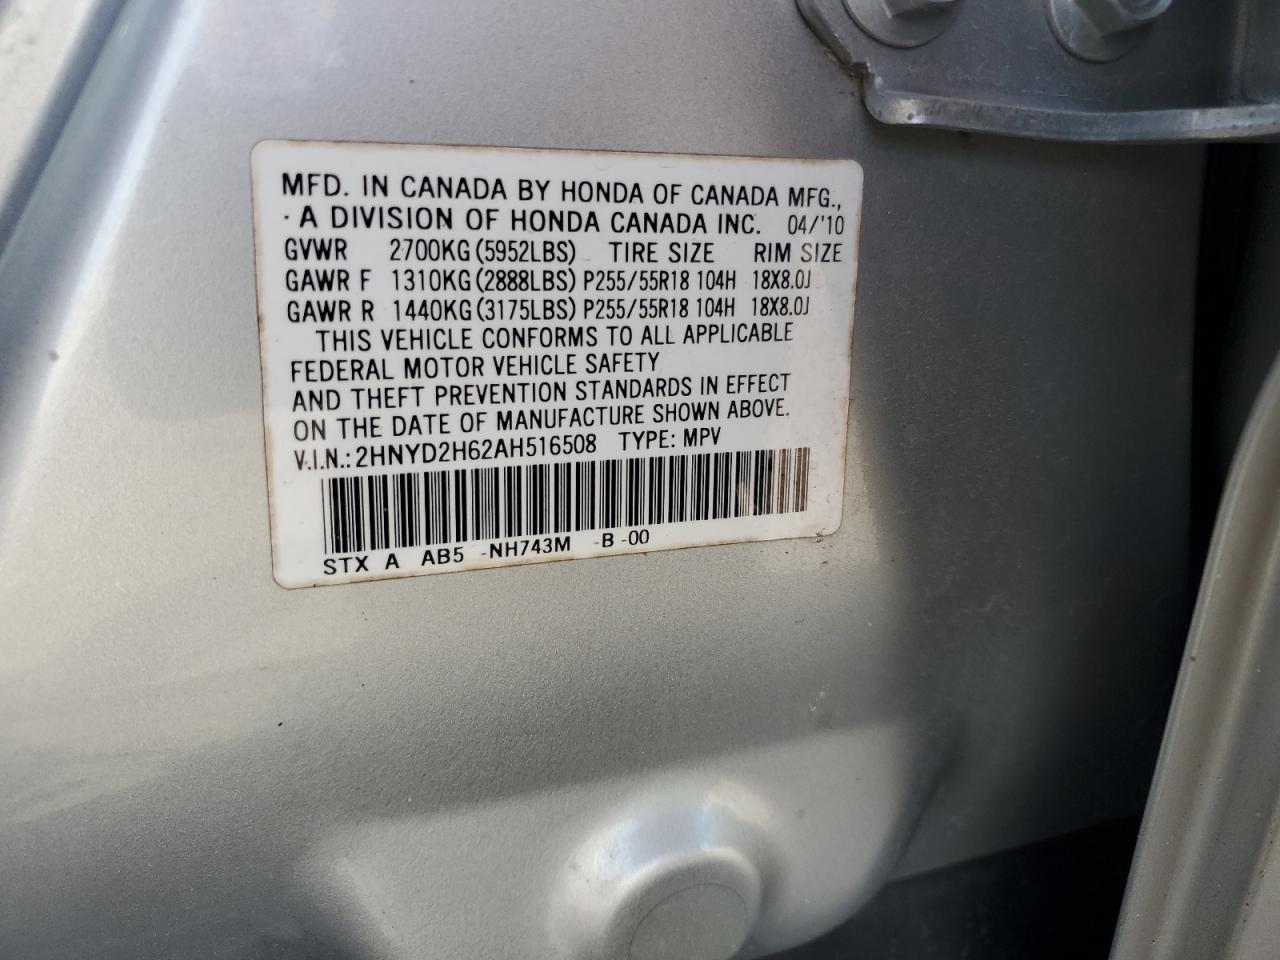 MFD. IN CANADA BY HONDA OF CANADA MFG.,
A DIVISION OF HONDA CANADA INC. 04/'10
GVWR 2700KG(5952LBS) TIRE SIZE RIM SIZE
GAWR F 1310KG(2888LBS) P255/55R18 104H 18X8.0J
GAWR R 1440KG(3175LBS) P255/55R18 104H 18X8.0J
THIS VEHICLE CONFORMS TO ALL APPLICABLE
FEDERAL MOTOR VEHICLE SAFETY
AND THEFT PREVENTION STANDARDS IN EFFECT
ON THE DATE OF MANUFACTURE SHOWN ABOVE.
V.I.N.: 2HNYD2H62AH516508 TYPE: MPV
STX A AB5 -NH743M -B -00